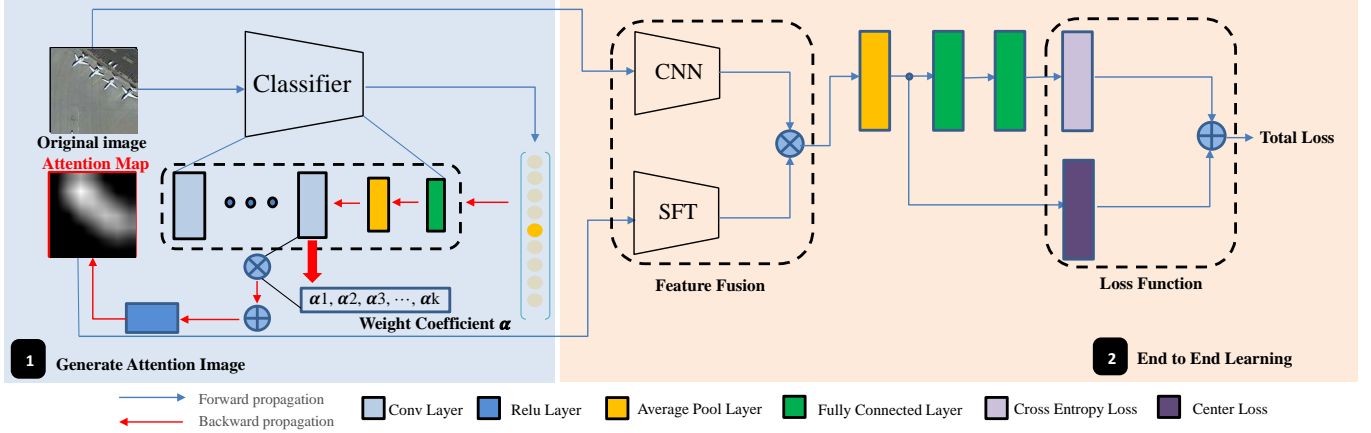 Original image
Attention Map
Classifier
α1, α2, α3, ⋯, αk
Weight Coefficient α
1
Generate Attention Image
CNN
SFT
Feature Fusion
Loss Function
Total Loss
2
End to End Learning
Forward propagation
Backward propagation
Conv Layer
Relu Layer
Average Pool Layer
Fully Connected Layer
Cross Entropy Loss
Center Loss